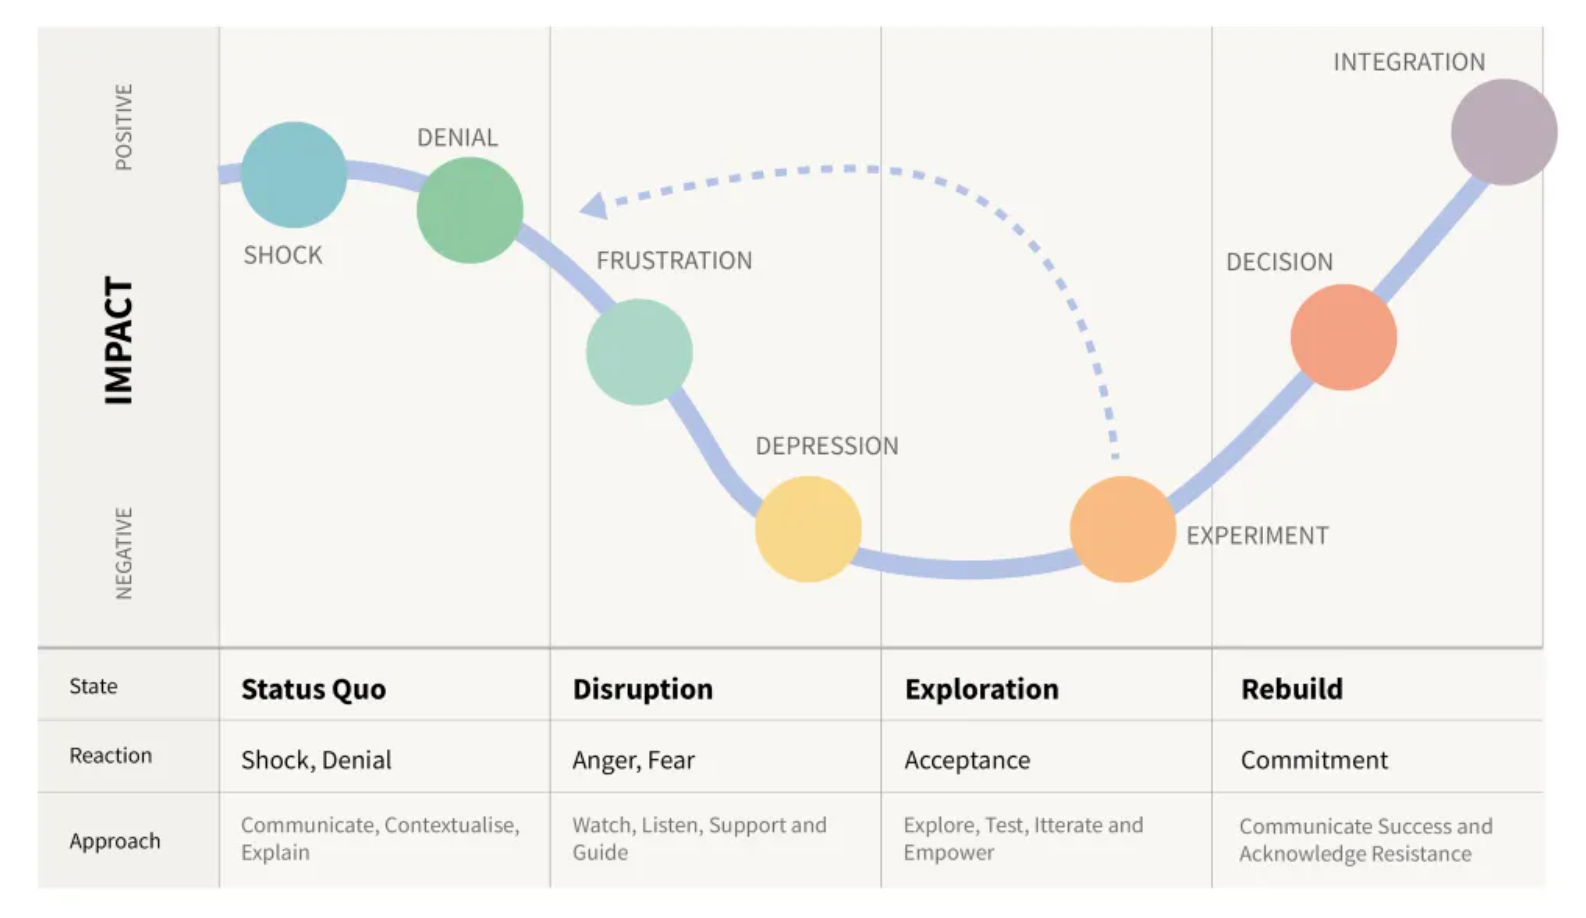 INTEGRATION
POSITIVE
DENIAL
SHOCK
FRUSTRATION
DECISION
IMPACT
DEPRESSION
NEGATIVE
EXPERIMENT
State
Status Quo
Disruption
Exploration
Rebuild
Reaction
Shock, Denial
Anger, Fear
Acceptance
Commitment
Approach
Communicate, Contextualise,
Explain
Watch, Listen, Support and
Guide
Explore, Test, Itterate and
Empower
Communicate Success and
Acknowledge Resistance